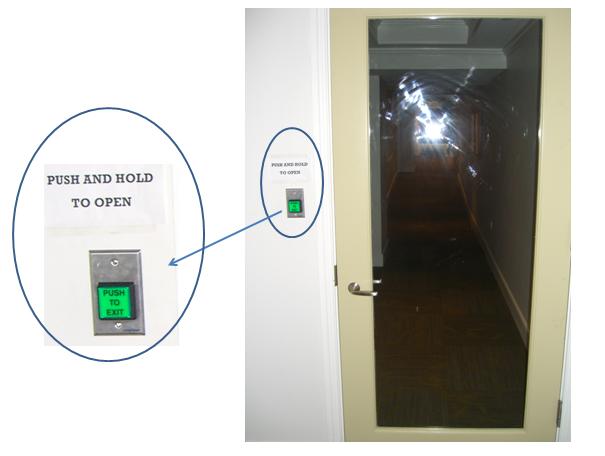 PUSH AND HOLD
TO OPEN
PUSH
TO
EXIT
PUSH AND HOLD
TO OPEN